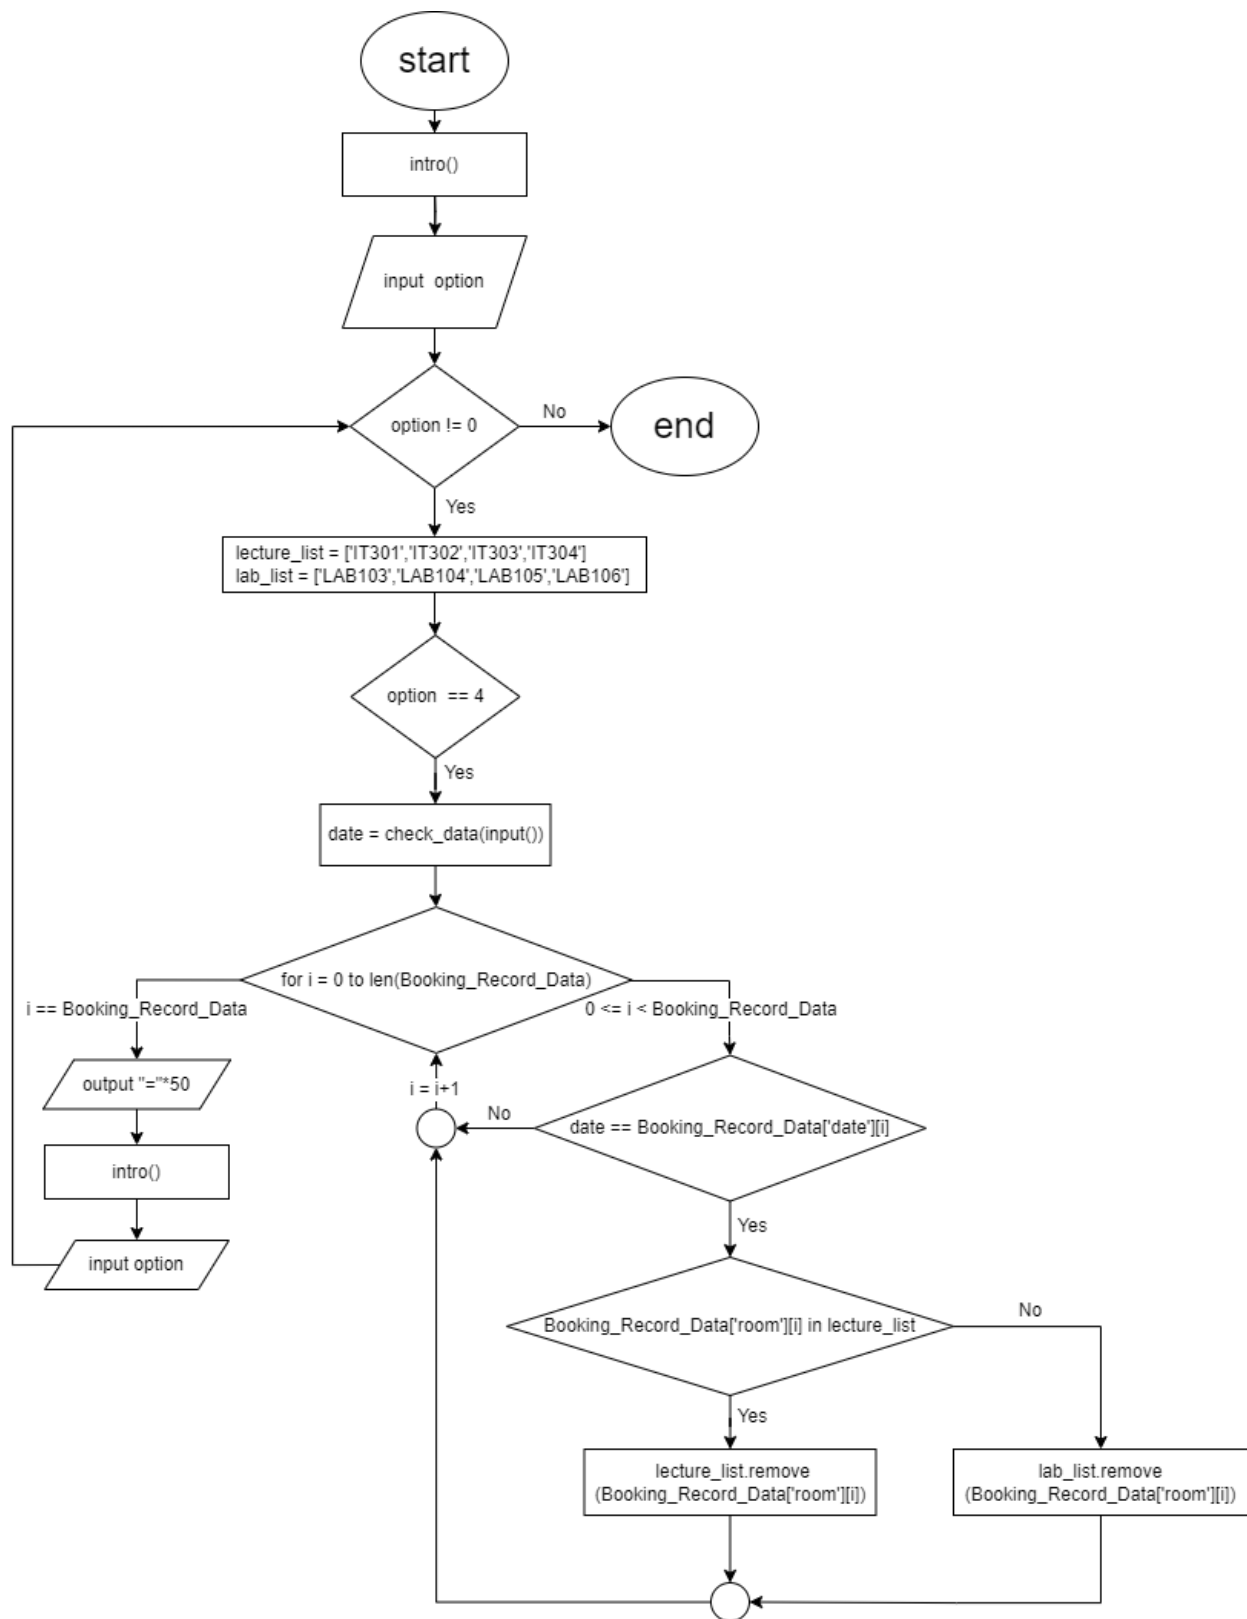 start
intro()
input  option
option != 0
No
end
Yes
lecture_list = ['IT301','IT302','IT303','IT304']
lab_list = ['LAB103','LAB104','LAB105','LAB106']
option  == 4
Yes
date = check_data(input())
for i = 0 to len(Booking_Record_Data)
i == Booking_Record_Data
0 <= i < Booking_Record_Data
output "="*50
i = i+1
No
date == Booking_Record_Data['date'][i]
intro()
Yes
input option
Booking_Record_Data['room'][i] in lecture_list
No
Yes
lecture_list.remove
(Booking_Record_Data['room'][i])
lab_list.remove
(Booking_Record_Data['room'][i])